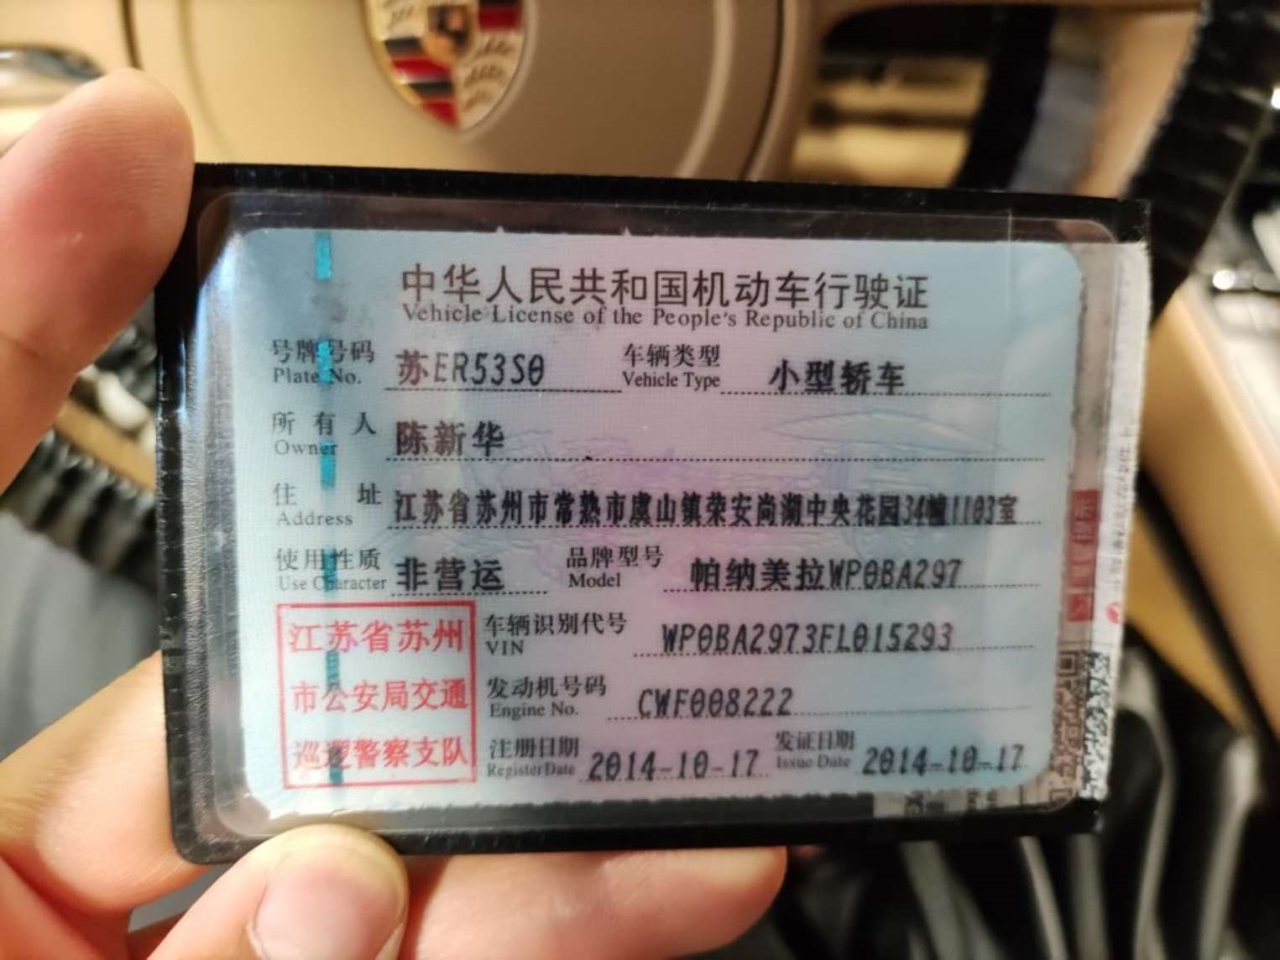 中华人民共和国机动车行驶证
Vehicle License of the People's Republic of China
号牌号码 苏ER53S0 车辆类型 小型轿车
Plate No. Vehicle Type
所有人 陈新华
Owner
住址 江苏省苏州市常熟市虞山镇荣安尚湖中央花园34幢1103室
Address
使用性质 非营运 品牌型号 帕纳美拉WP0BA297
Use Character Model
江苏省苏州
市公安局交通
巡逻警察支队
车辆识别代号 WP0BA2973FL015293
VIN
发动机号码 CWF008222
Engine No.
注册日期 2014-10-17 发证日期 2014-10-17
Register Date Issue Date